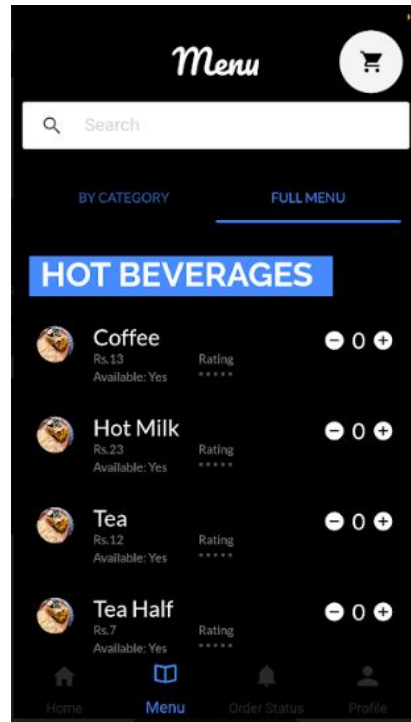 Menu
Search
BY CATEGORY FULL MENU
HOT BEVERAGES
Coffee 0
Rs.13 Rating
Available: Yes *****
Hot Milk 0
Rs.23 Rating
Available: Yes *****
Tea 0
Rs.12 Rating
Available: Yes *****
Tea Half 0
Rs.7 Rating
Available: Yes *****
Home Menu Order Status Profile